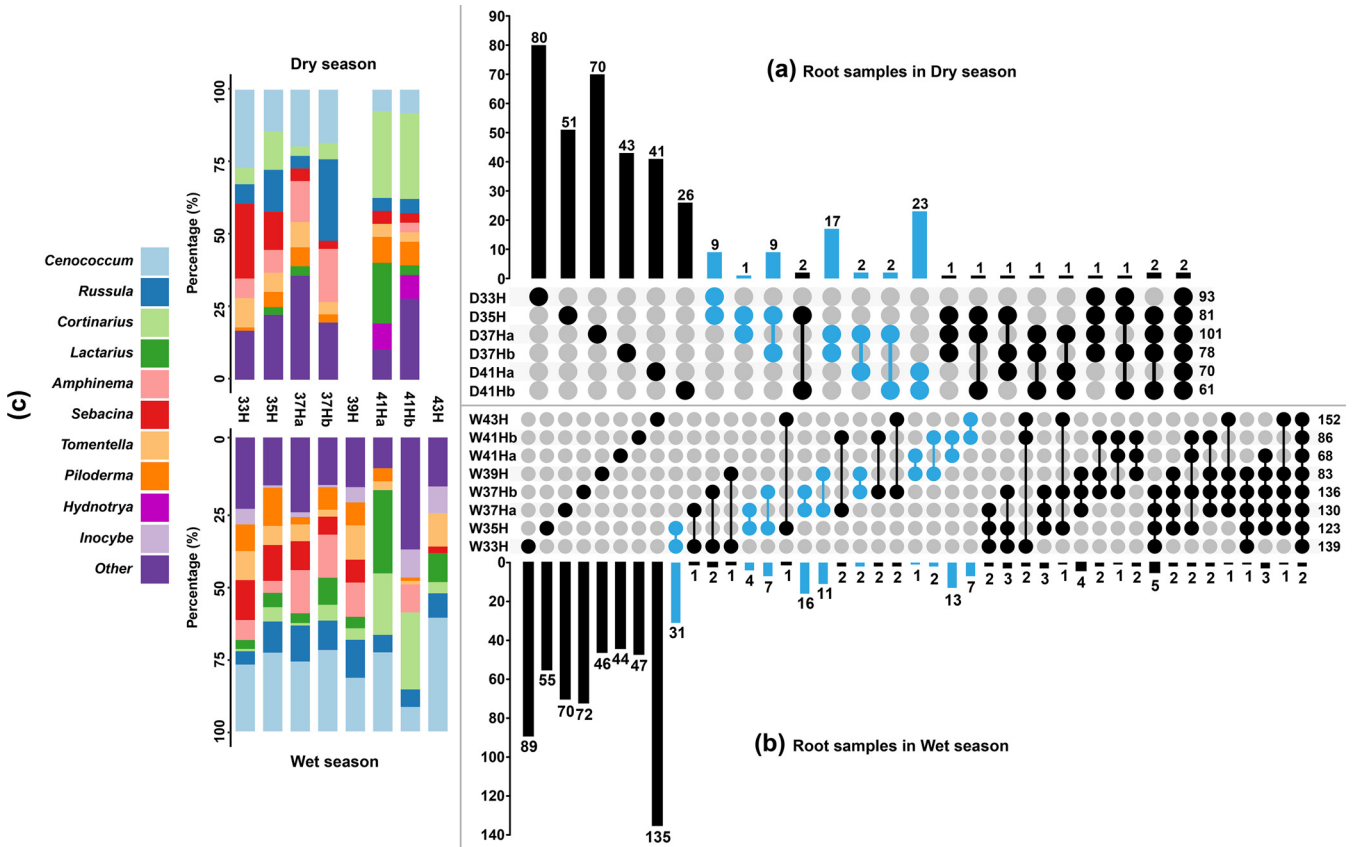 (c)
Dry season
Percentage (%)
100
75
50
25
0
Cenococcum
Russula
Cortinarius
Lactarius
Amphinema
Sebacina
Tomentella
Piloderma
Hydnotrya
Inocybe
Other
33H 35H 37Ha 37Hb 39H 41Ha 41Hb 43H
Percentage (%)
0
25
50
75
100
Wet season
(a) Root samples in Dry season
90
80
70
60
50
40
30
20
10
0
80 51 70 43 41 26 9 1 9 2 17 2 2 23 1 1 1 1 1 1 1 2 2
D33H 93
D35H 81
D37Ha 101
D37Hb 78
D41Ha 70
D41Hb 61
W43H 152
W41Hb 86
W41Ha 68
W39H 83
W37Hb 136
W37Ha 130
W35H 123
W33H 139
0
20
40
60
80
100
120
140
89 55 70 72 46 44 47 135 31 1 2 1 4 7 1 16 11 2 2 2 2 1 2 13 7 2 3 2 3 1 4 2 1 2 5 2 2 2 1 1 3 1 2
(b) Root samples in Wet season